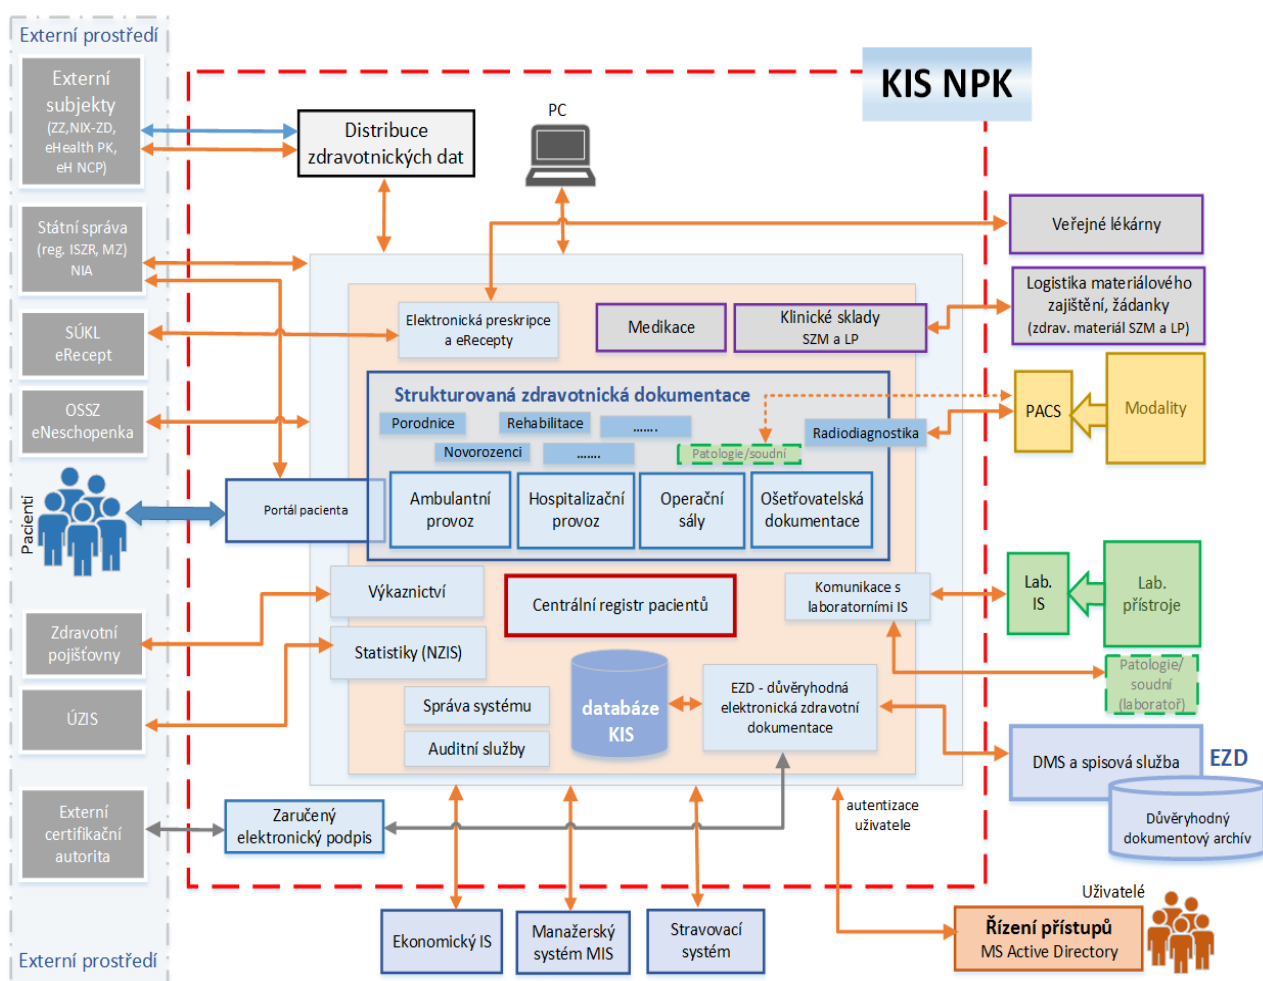 Externí prostředí
Externí
subjekty
(ZZ,NIX-ZD,
eHealth PK,
eH NCP)
Státní správa
(reg. ISZR, MZ)
NIA
SÚKL
eRecept
OSSZ
eNeschopenka
Pacienti
Zdravotní
pojišťovny
ÚZIS
Externí
certifikační
autorita
Externí prostředí
KIS NPK
Distribuce
zdravotnických dat
PC
Elektronická preskripce
a eRecepty
Medikace
Klinické sklady
SZM a LP
Strukturovaná zdravotnická dokumentace
Porodnice
Rehabilitace
.......
Radiodiagnostika
Novorozenci
.......
Patologie/soudní
Portál pacienta
Ambulantní
provoz
Hospitalizační
provoz
Operační
sály
Ošetřovatelská
dokumentace
Výkaznictví
Centrální registr pacientů
Komunikace s
laboratorními IS
Statistiky (NZIS)
Správa systému
Auditní služby
databáze
KIS
EZD - důvěryhodná
elektronická zdravotní
dokumentace
Zaručený
elektronický podpis
autentizace
uživatele
Veřejné lékárny
Logistika materiálového
zajištění, žádanky
(zdrav. materiál SZM a LP)
PACS
Modality
Lab.
IS
Lab.
přístroje
Patologie/
soudní
(laboratoř)
DMS a spisová služba
EZD
Důvěryhodný
dokumentový archív
Ekonomický IS
Manažerský
systém MIS
Stravovací
systém
Uživatelé
Řízení přístupů
MS Active Directory